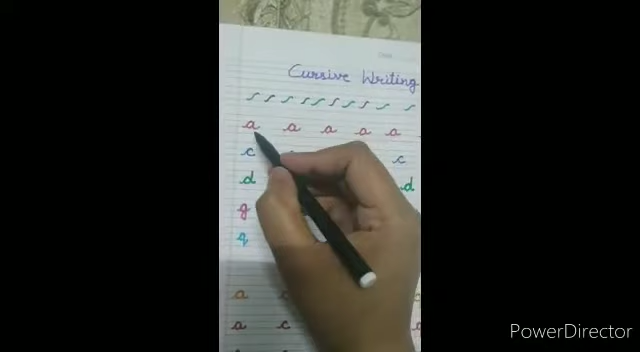 Cursive Writing
a a a a a
c c
d d
g
q
a c
a c
PowerDirector